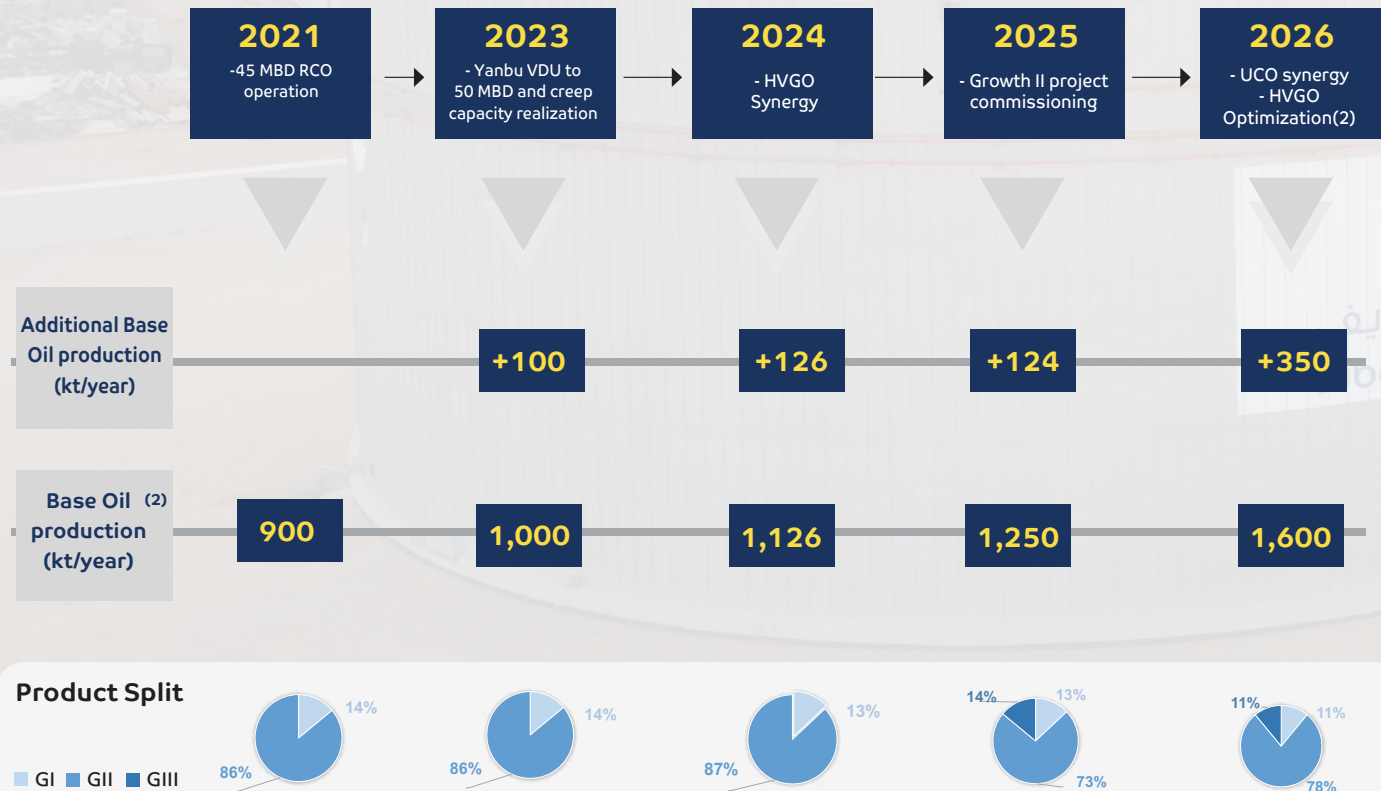 2021
-45 MBD RCO
operation
2023
- Yanbu VDU to
50 MBD and creep
capacity realization
2024
- HVGO
Synergy
2025
- Growth II project
commissioning
2026
- UCO synergy
- HVGO
Optimization(2)
Additional Base
Oil production
(kt/year)
+100
+126
+124
+350
Base Oil (2)
production
(kt/year)
900
1,000
1,126
1,250
1,600
Product Split
14%
86%
14%
86%
13%
87%
14%
13%
73%
11%
11%
78%
GI GII GIII